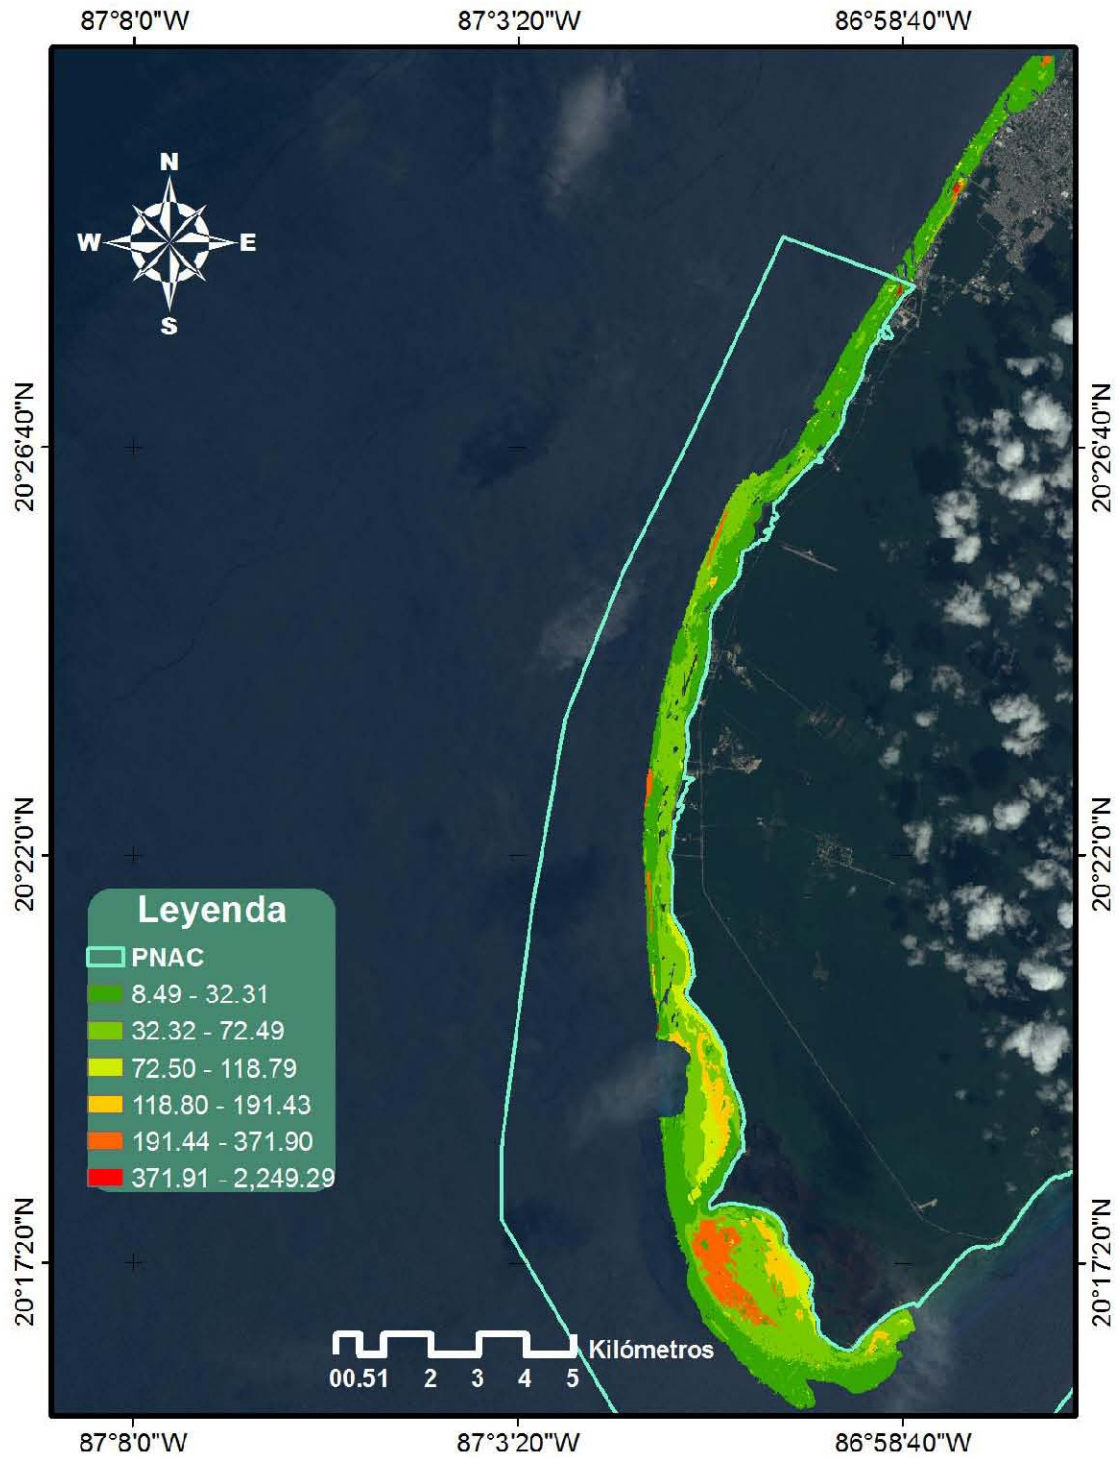 87°8'0"W 87°3'20"W 86°58'40"W
N
W E
S
20°26'40"N 20°26'40"N
20°22'0"N 20°22'0"N
Leyenda
PNAC
8.49 - 32.31
32.32 - 72.49
72.50 - 118.79
118.80 - 191.43
191.44 - 371.90
371.91 - 2,249.29
20°17'20"N 20°17'20"N
Kilómetros
00.51 2 3 4 5
87°8'0"W 87°3'20"W 86°58'40"W